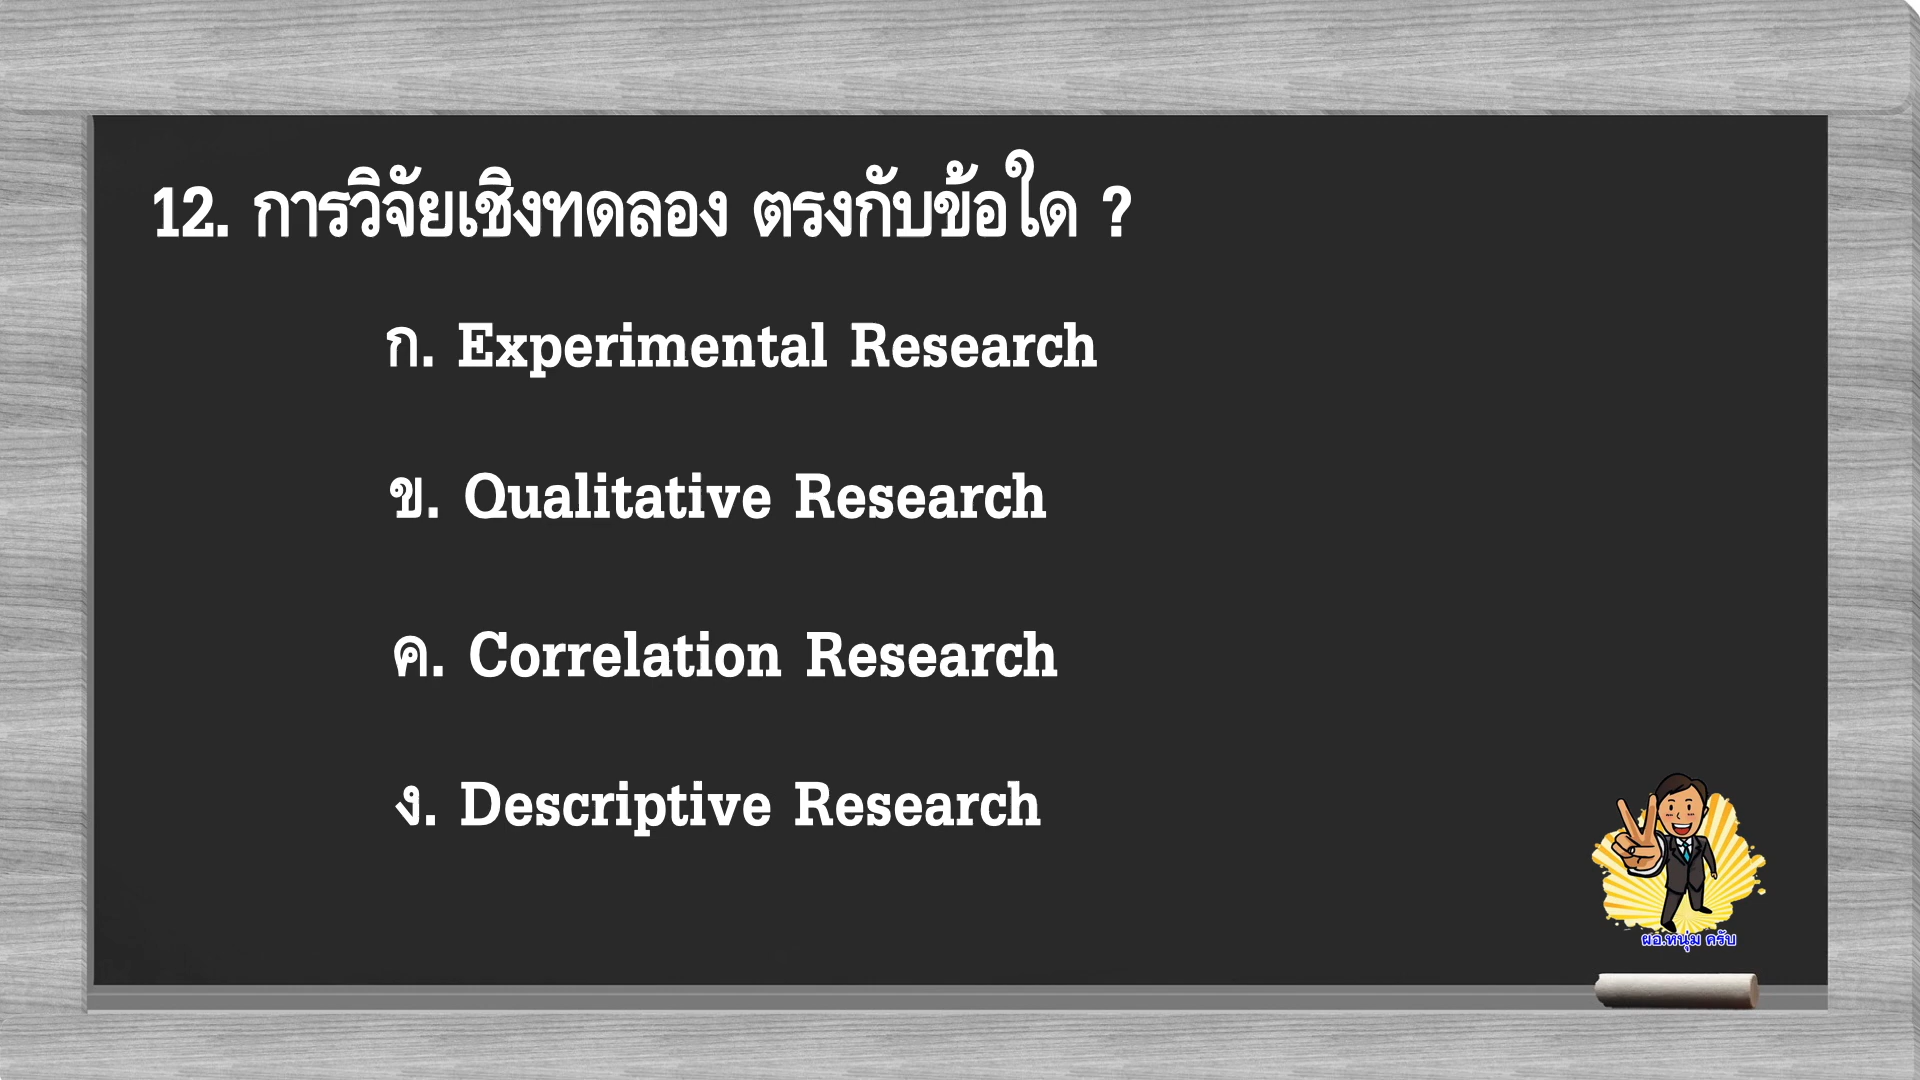 12. การวิจัยเชิงทดลอง ตรงกับข้อใด ?
ก. Experimental Research
ข. Qualitative Research
ค. Correlation Research
ง. Descriptive Research
ผอ.หนุ่ม ครับ